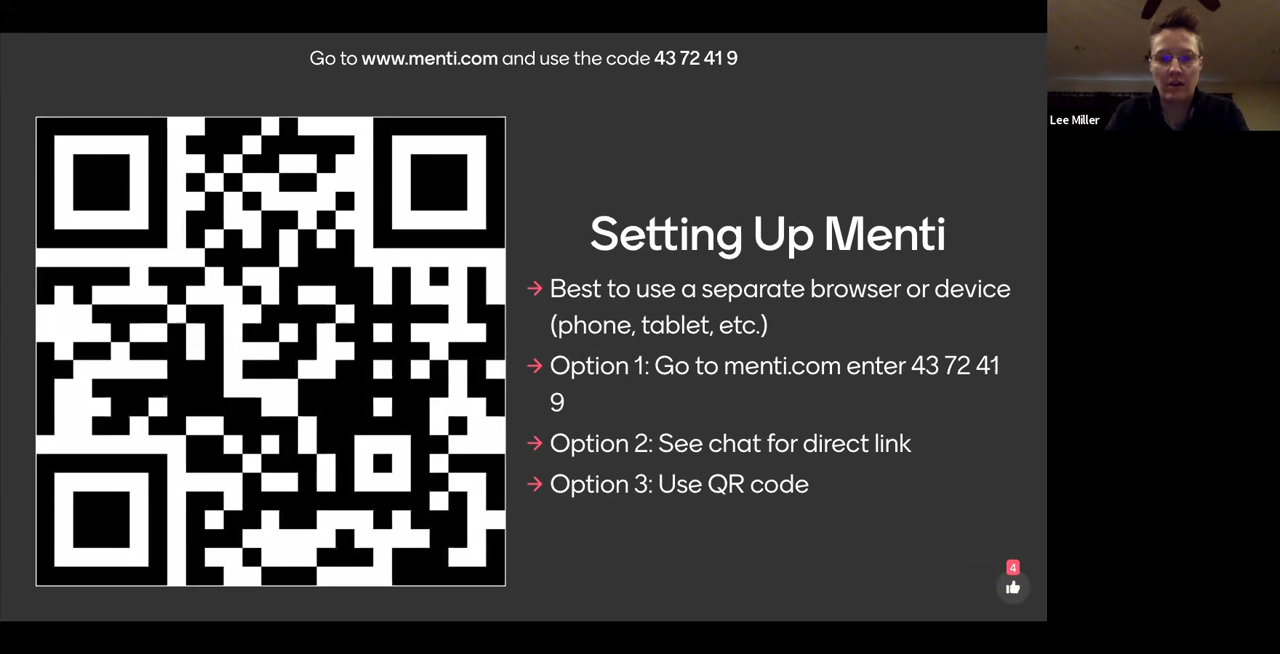 Go to www.menti.com and use the code 43 72 41 9
Lee Miller
Setting Up Menti
→ Best to use a separate browser or device
(phone, tablet, etc.)
→ Option 1: Go to menti.com enter 43 72 41
9
→ Option 2: See chat for direct link
→ Option 3: Use QR code
4